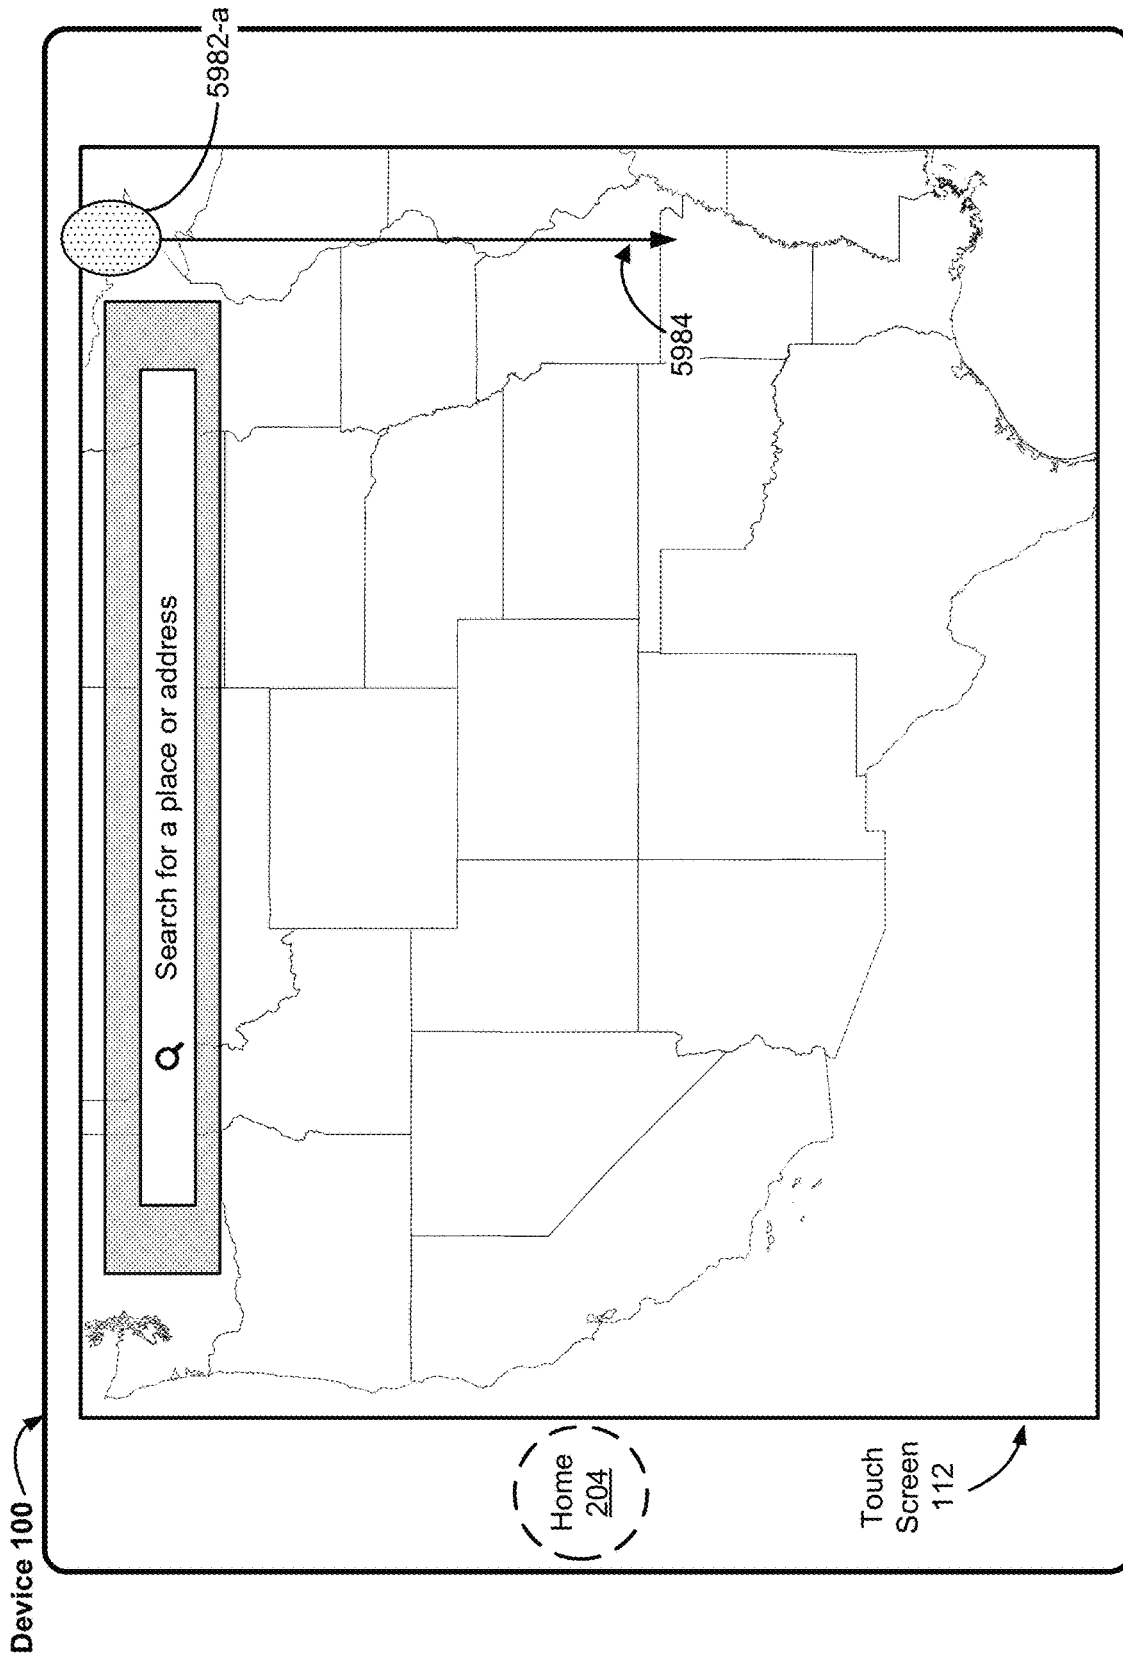 Device 100
5982-a
Search for a place or address
5984
Home
204
Touch
Screen
112